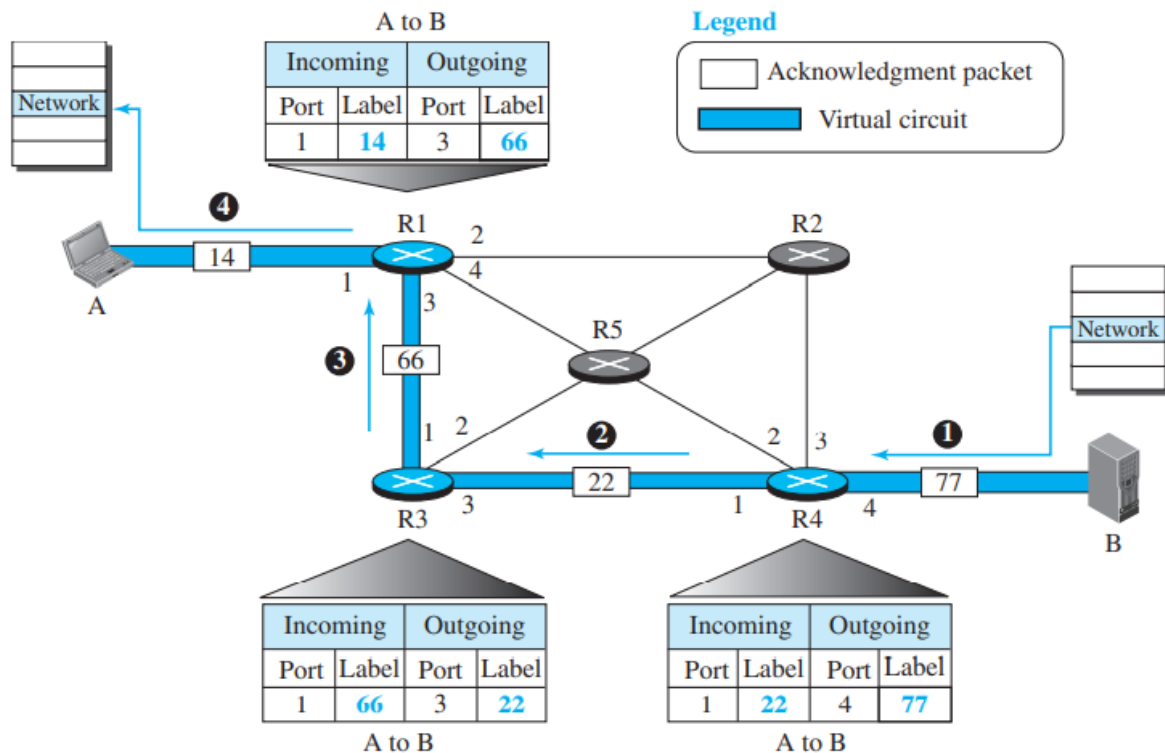 A to B
Legend
Incoming Outgoing
Port Label Port Label
1 14 3 66
Acknowledgment packet
Virtual circuit
Network
4
R1
R2
14
1
2
4
3
A
R5
Network
3
66
1
2
2
2
3
1
22
77
3
R3
1
R4
4
B
Incoming Outgoing
Port Label Port Label
1 66 3 22
A to B
Incoming Outgoing
Port Label Port Label
1 22 4 77
A to B